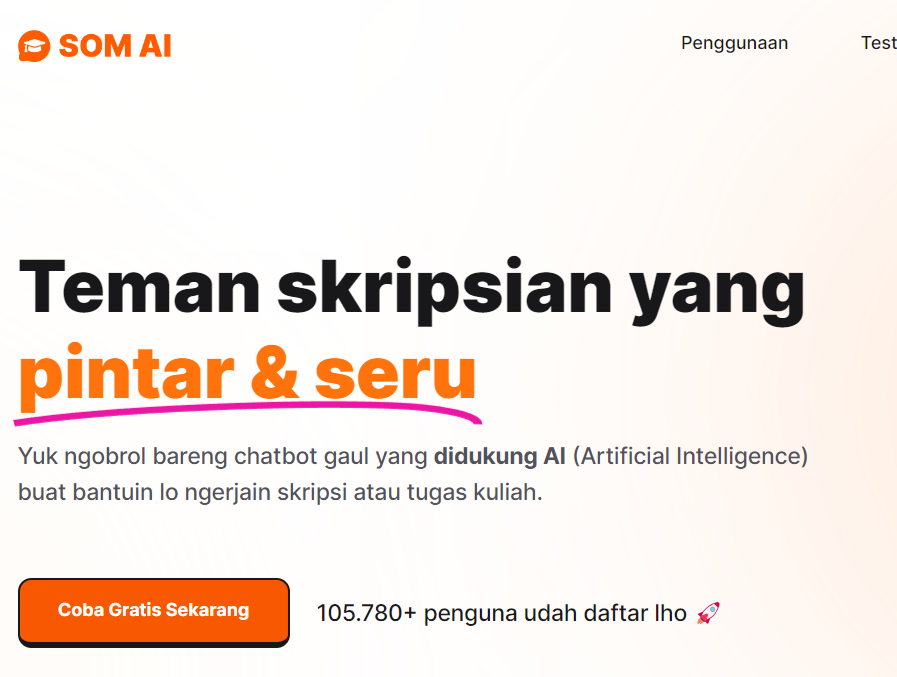 SOM AI
Penggunaan
Test
Teman skripsian yang
pintar & seru
Yuk ngobrol bareng chatbot gaul yang didukung AI (Artificial Intelligence)
buat bantuin lo ngerjain skripsi atau tugas kuliah.
Coba Gratis Sekarang
105.780+ penguna udah daftar lho 🚀